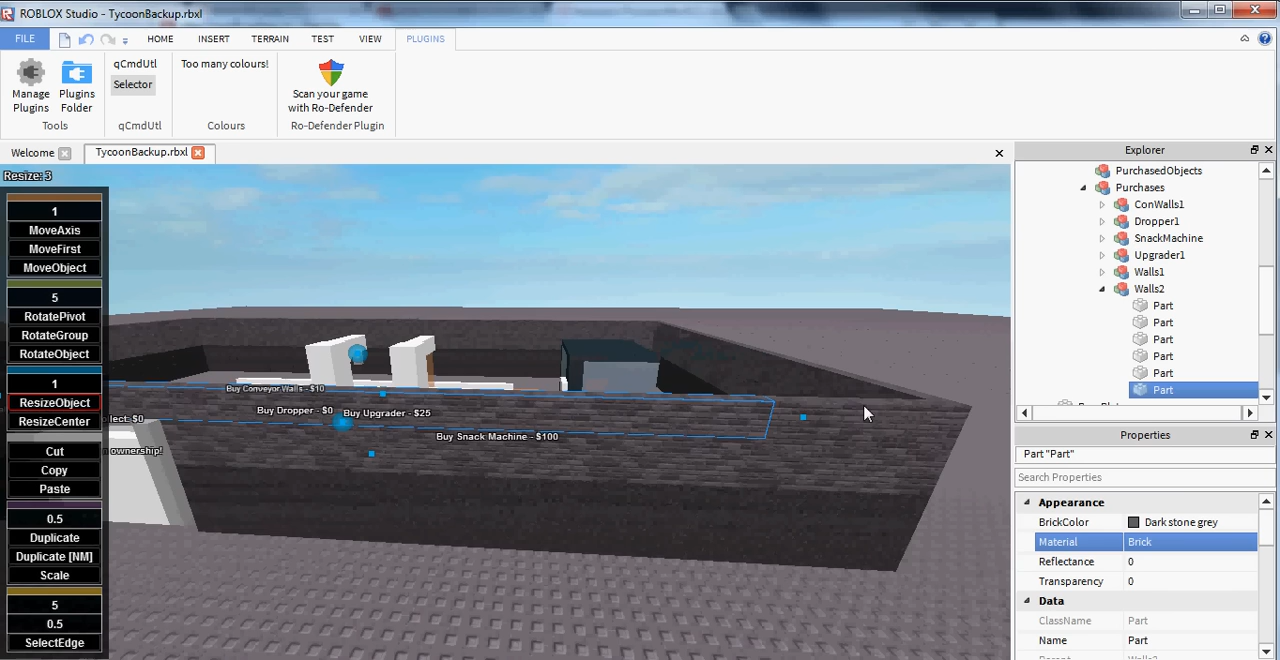 ROBLOX Studio - TycoonBackup.rbxl
FILE
HOME
INSERT
TERRAIN
TEST
VIEW
PLUGINS
Manage Plugins
Plugins Folder
Tools
qCmdUtl
Selector
qCmdUtl
Too many colours!
Colours
Scan your game with Ro-Defender
Ro-Defender Plugin
Welcome
TycoonBackup.rbxl
Resize: 3
1
MoveAxis
MoveFirst
MoveObject
5
RotatePivot
RotateGroup
RotateObject
1
ResizeObject
ResizeCenter
Cut
Copy
Paste
0.5
Duplicate
Duplicate [NM]
Scale
5
0.5
SelectEdge
Buy Conveyor Walls - $10
Buy Dropper - $0
Buy Upgrader - $25
lect: $0
Buy Snack Machine - $100
ownership!
Explorer
PurchasedObjects
Purchases
ConWalls1
Dropper1
SnackMachine
Upgrader1
Walls1
Walls2
Part
Part
Part
Part
Part
Part
Properties
Part "Part"
Search Properties
Appearance
BrickColor Dark stone grey
Material Brick
Reflectance 0
Transparency 0
Data
ClassName Part
Name Part
Parent Walls2